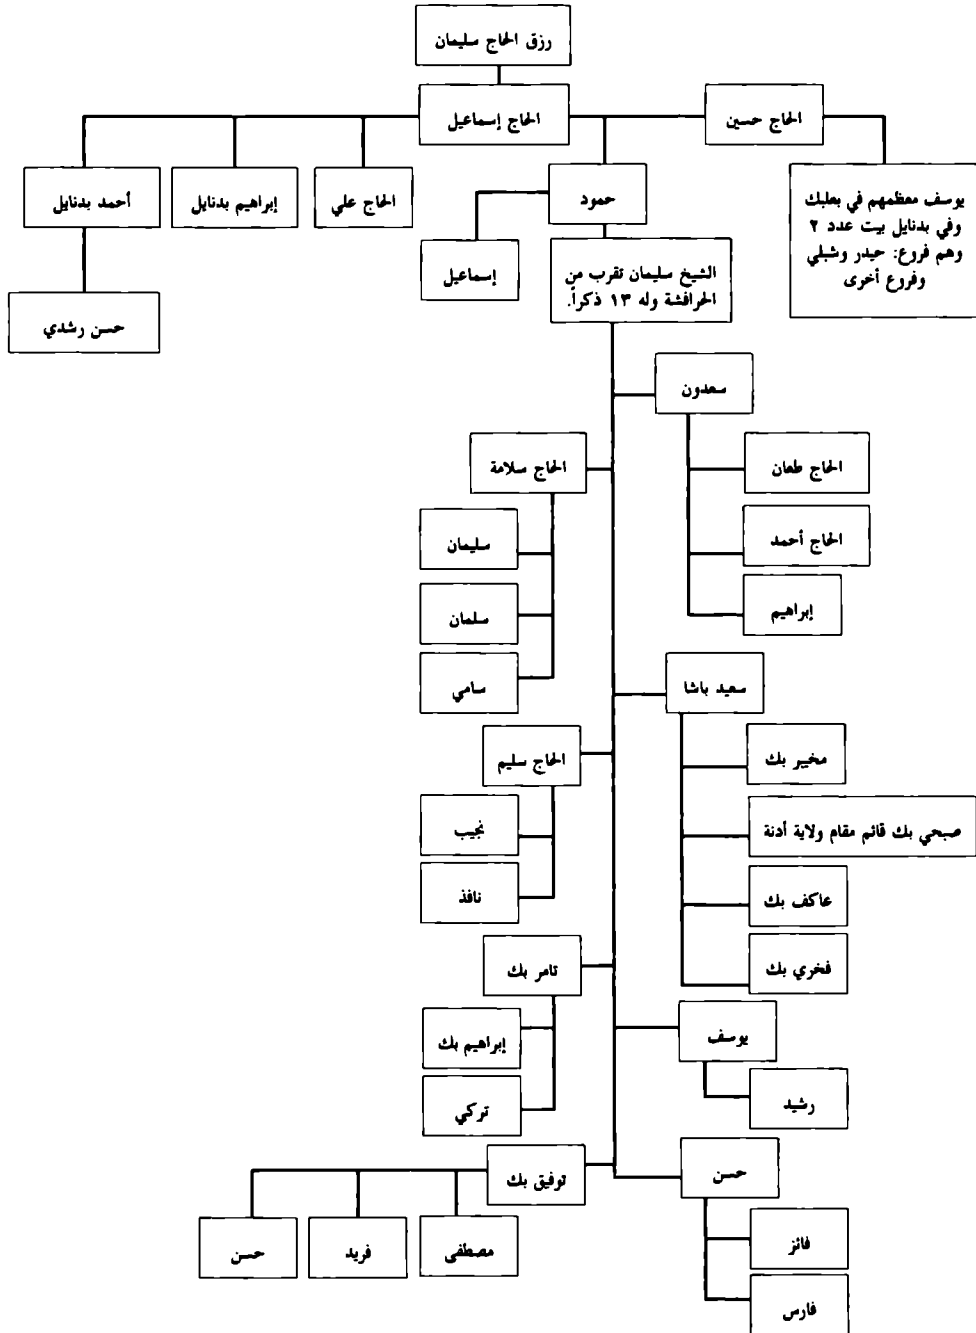 رزق الحاج سليمان
الحاج حسين
الحاج إسماعيل
يوسف معظمهم في بعلبك
وفي بدنايل بيت عدد ٢
وهم فروع: حيدر وشبلي
وفروع أخرى
حمود
الحاج علي
إبراهيم بدنايل
أحمد بدنايل
الشيخ سليمان تقرب من
الحرافشة وله ١٣ ذكراً.
إسماعيل
حسن رشدي
سعدون
الحاج طعان
الحاج أحمد
إبراهيم
الحاج سلامة
سليمان
سلمان
سامي
سعيد باشا
مخيبر بك
صبحي بك قائم مقام ولاية أدنة
عاكف بك
فخري بك
الحاج سليم
نجيب
نافذ
تامر بك
إبراهيم بك
تركي
يوسف
رشيد
حسن
فائز
فارس
توفيق بك
مصطفى
فريد
حسن